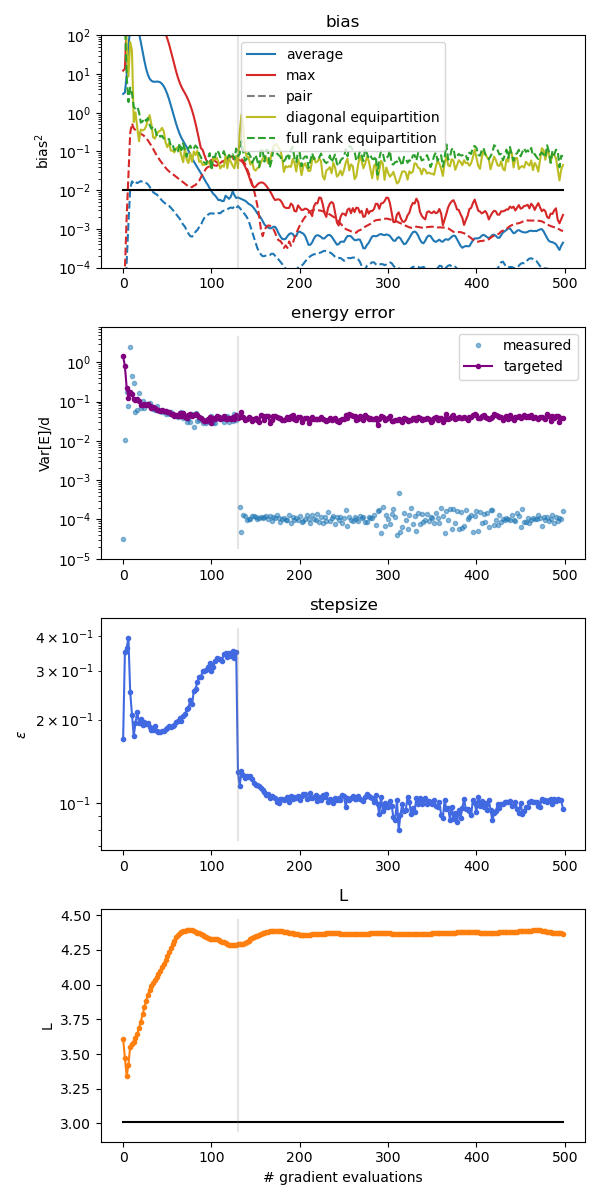 bias
bias²
10²
10¹
10⁰
10⁻¹
10⁻²
10⁻³
10⁻⁴
average
max
pair
diagonal equipartition
full rank equipartition
0 100 200 300 400 500
energy error
Var[E]/d
10⁰
10⁻¹
10⁻²
10⁻³
10⁻⁴
10⁻⁵
measured
targeted
0 100 200 300 400 500
stepsize
ε
4 × 10⁻¹
3 × 10⁻¹
2 × 10⁻¹
10⁻¹
0 100 200 300 400 500
L
L
4.50
4.25
4.00
3.75
3.50
3.25
3.00
0 100 200 300 400 500
# gradient evaluations